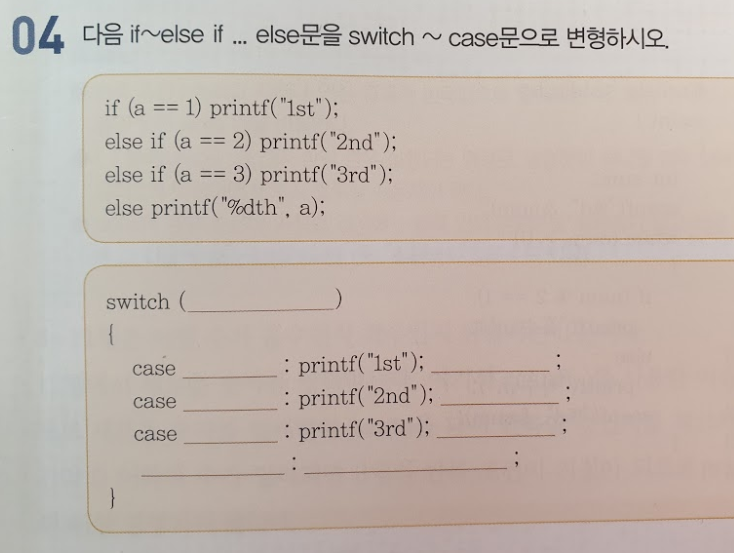 04 다음 if~else if ... else문을 switch ~ case문으로 변형하시오.
if (a == 1) printf("1st");
else if (a == 2) printf("2nd");
else if (a == 3) printf("3rd");
else printf("%dth", a);
switch (____________)
{
case ________ : printf("1st"); __________ ;
case ________ : printf("2nd"); __________ ;
case ________ : printf("3rd"); __________ ;
____________ : __________________ ;
}